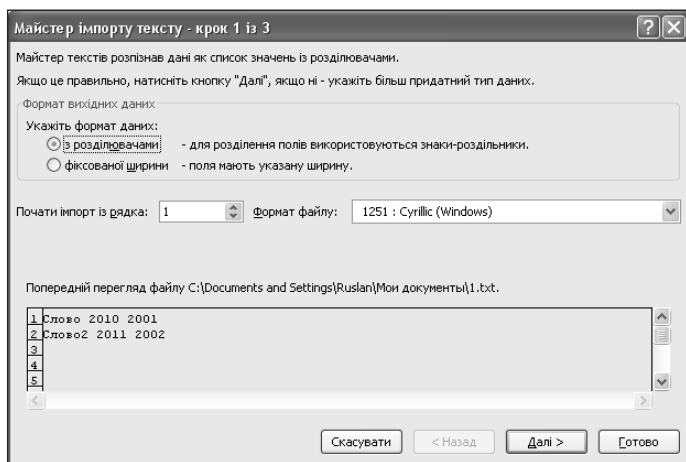 Майстер імпорту тексту - крок 1 із 3
Майстер текстів розпізнав дані як список значень із розділювачами.
Якщо це правильно, натисніть кнопку "Далі", якщо ні - укажіть більш придатний тип даних.
Формат вихідних даних
Укажіть формат даних:
з розділювачами - для розділення полів використовуються знаки-роздільники.
фіксованої ширини - поля мають указану ширину.
Почати імпорт із рядка: 1 Формат файлу: 1251 : Cyrillic (Windows)
Попередній перегляд файлу C:\Documents and Settings\Ruslan\Мои документы\1.txt.
1 Слово 2010 2001
2 Слово2 2011 2002
3
4
5
Скасувати < Назад Далі > Готово